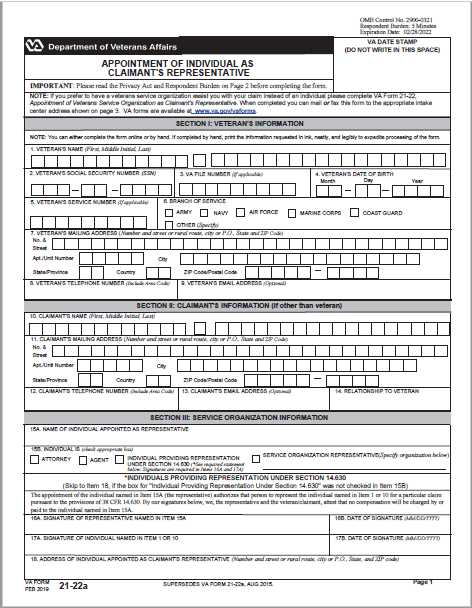 OMB Control No. 2900-0321
Respondent Burden: 5 Minutes
Expiration Date: 02/28/2022
VA
Department of Veterans Affairs
VA DATE STAMP
(DO NOT WRITE IN THIS SPACE)
APPOINTMENT OF INDIVIDUAL AS
CLAIMANT'S REPRESENTATIVE
IMPORTANT: Please read the Privacy Act and Respondent Burden on Page 2 before completing the form.
NOTE: If you prefer to have a veterans service organization assist you with your claim instead of an individual please complete VA Form 21-22,
Appointment of Veterans Service Organization as Claimant's Representative. When completed you can mail or fax this form to the appropriate intake
center address shown on page 3. VA forms are available at www.va.gov/vaforms.
SECTION I: VETERAN'S INFORMATION
NOTE: You can either complete the form online or by hand. If completed by hand, print the information requested in ink, neatly, and legibly to expedite processing of the form.
1. VETERAN'S NAME (First, Middle Initial, Last)
2. VETERAN'S SOCIAL SECURITY NUMBER (SSN)
3. VA FILE NUMBER (If applicable)
4. VETERAN'S DATE OF BIRTH
Month Day Year
5. VETERAN'S SERVICE NUMBER (If applicable)
6. BRANCH OF SERVICE
ARMY NAVY AIR FORCE MARINE CORPS COAST GUARD
OTHER (Specify)
7. VETERAN'S MAILING ADDRESS (Number and street or rural route, city or P.O., State and ZIP Code)
No. &
Street
Apt./Unit Number City
State/Province Country ZIP Code/Postal Code
8. VETERAN'S TELEPHONE NUMBER (Include Area Code)
9. VETERAN'S EMAIL ADDRESS (Optional)
SECTION II: CLAIMANT'S INFORMATION (If other than veteran)
10. CLAIMANT'S NAME (First, Middle Initial, Last)
11. CLAIMANT'S MAILING ADDRESS (Number and street or rural route, city or P.O., State and ZIP Code)
No. &
Street
Apt./Unit Number City
State/Province Country ZIP Code/Postal Code
12. CLAIMANT'S TELEPHONE NUMBER (Include Area Code)
13. CLAIMANT'S EMAIL ADDRESS (Optional)
14. RELATIONSHIP TO VETERAN
SECTION III: SERVICE ORGANIZATION INFORMATION
15A. NAME OF INDIVIDUAL APPOINTED AS REPRESENTATIVE
15B. INDIVIDUAL IS (check appropriate box)
ATTORNEY AGENT
INDIVIDUAL PROVIDING REPRESENTATION
UNDER SECTION 14.630 (*See required statement
below. Signatures are required in Items 16A and 17A)
SERVICE ORGANIZATION REPRESENTATIVE (Specify organization below)
*INDIVIDUALS PROVIDING REPRESENTATION UNDER SECTION 14.630
(Skip to Item 18, if the box for "Individual Providing Representation Under Section 14.630" was not checked in Item 15B)
The appointment of the individual named in Item 15A (the representative) authorizes that person to represent the individual named in Item 1 or 10 for a particular claim
pursuant to the provisions of 38 CFR 14.630. By our signatures below, we, the representative and the veteran/claimant, attest that no compensation will be charged by or
paid to the individual named in Item 15A.
16A. SIGNATURE OF REPRESENTATIVE NAMED IN ITEM 15A
16B. DATE OF SIGNATURE (MM/DD/YYYY)
17A. SIGNATURE OF INDIVIDUAL NAMED IN ITEM 1 OR 10
17B. DATE OF SIGNATURE (MM/DD/YYYY)
18. ADDRESS OF INDIVIDUAL APPOINTED AS CLAIMANT'S REPRESENTATIVE (Number and street or rural route, city or P.O., State, and ZIP code)
VA FORM
FEB 2019
21-22a
SUPERSEDES VA FORM 21-22a, AUG 2015.
Page 1